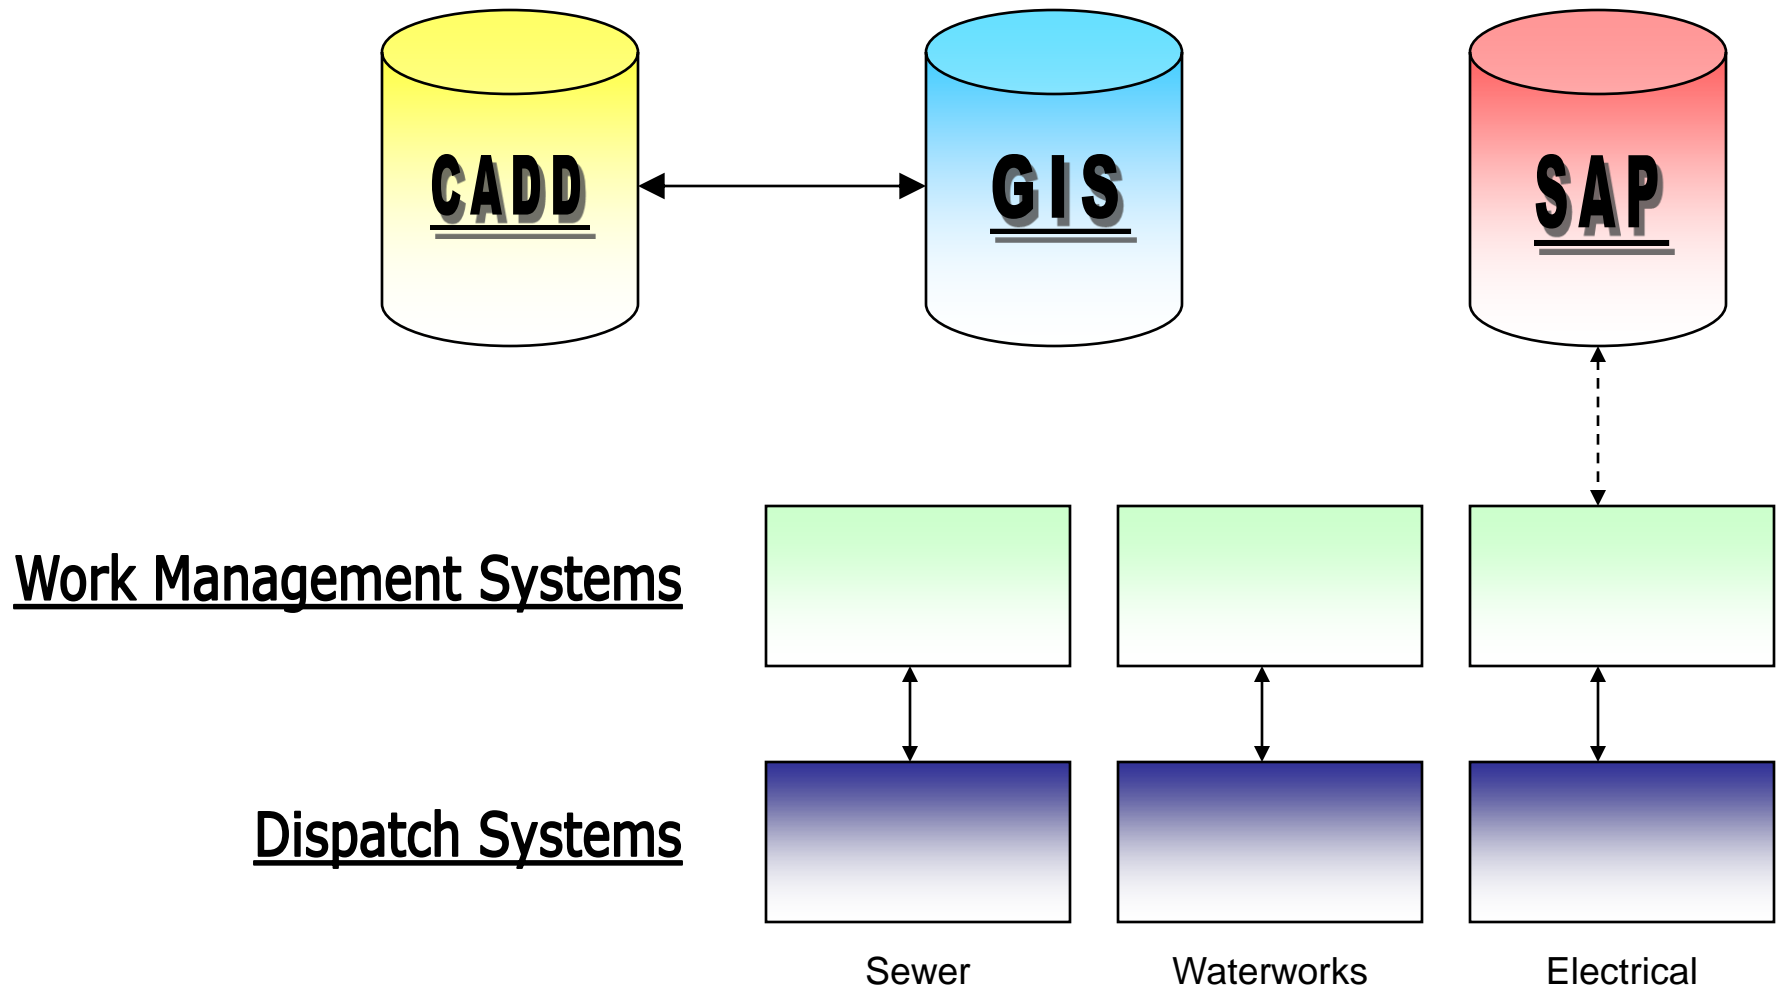 CADD
GIS
SAP
Work Management Systems
Dispatch Systems
Sewer
Waterworks
Electrical